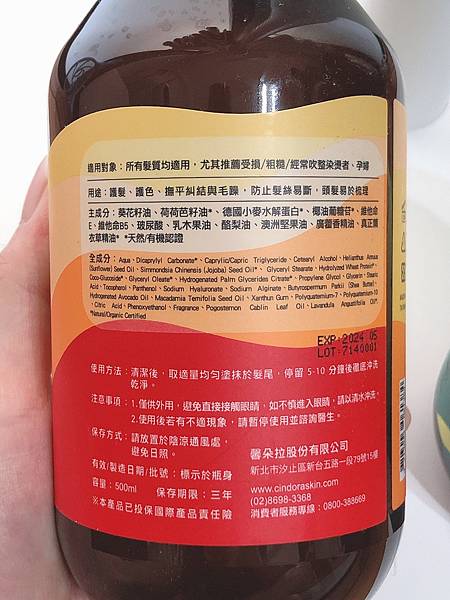 適用對象：所有髮質均適用，尤其推薦受損/粗糙/經常吹整染燙者、孕婦
用途：護髮、護色、撫平糾結與毛躁，防止髮絲易斷，頭髮易於梳理
主成分：葵花籽油、荷荷芭籽油*、德國小麥水解蛋白*、椰油葡糖苷*、維他命
E、維他命B5、玻尿酸、乳木果油、酪梨油、澳洲堅果油、廣藿香精油、真正薰
衣草精油* *天然/有機認證
全成分：Aqua、Dicaprylyl Carbonate*、Caprylic/Capric Triglyceride、Cetearyl Alcohol、Helianthus Annuus
(Sunflower) Seed Oil、Simmondsia Chinensis (Jojoba) Seed Oil*、Glyceryl Stearate、Hydrolyzed Wheat Protein*、
Coco-Glucoside*、Glyceryl Oleate*、Hydrogenated Palm Glycerides Citrate*、Propylene Glycol、Glycerin、Stearic
Acid、Tocopherol、Panthenol、Sodium Hyaluronate、Sodium Alginate、Butyrospermum Parkii (Shea Butter)、
Hydrogenated Avocado Oil、Macadamia Ternifolia Seed Oil、Xanthan Gum、Polyquaternium-7、Polyquaternium-10
、Citric Acid、Phenoxyethanol、Fragrance、Pogostemon Cablin Leaf Oil、Lavandula Angustifolia Oil*、
*Natural/Organic Certified
EXP:2024 05
LOT:7140001
使用方法：清潔後，取適量均勻塗抹於髮尾，停留 5-10 分鐘後徹底沖洗
乾淨。
注意事項：1.僅供外用，避免直接接觸眼睛，如不慎進入眼睛，請以清水沖洗。
2.使用後若有不適現象，請暫停使用並諮詢醫生。
保存方式：請放置於陰涼通風處，
避免日照。
有效/製造日期/批號：標示於瓶身
容量：500ml 保存期限：三年
※本產品已投保國際產品責任險
馨朵拉股份有限公司
新北市汐止區新台五路一段79號15樓
www.cindoraskin.com
(02)8698-3368
消費者服務專線：0800-388669